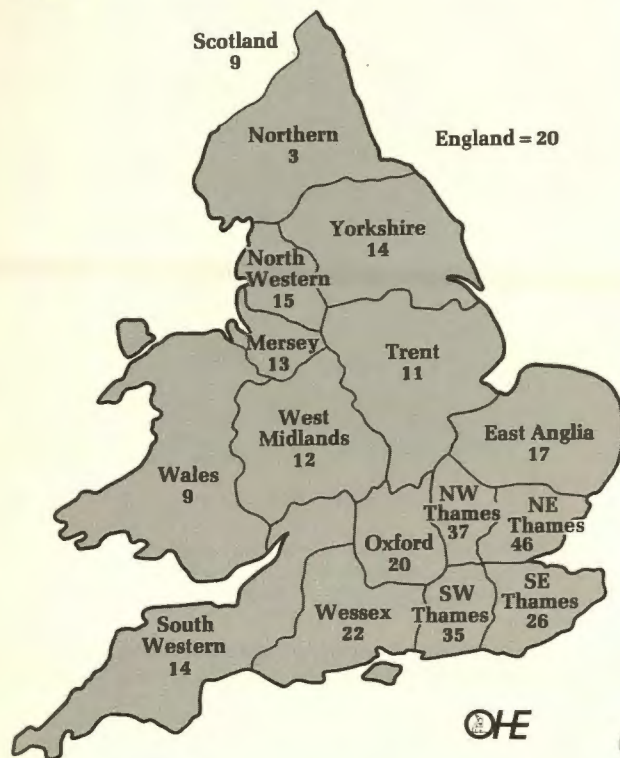 Scotland
9
Northern
3
England = 20
Yorkshire
14
North
Western
15
Mersey
13
Trent
11
West
Midlands
12
East Anglia
17
Wales
9
NW
Thames
37
NE
Thames
46
Oxford
20
SW
Thames
35
SE
Thames
26
Wessex
22
South
Western
14
OHE